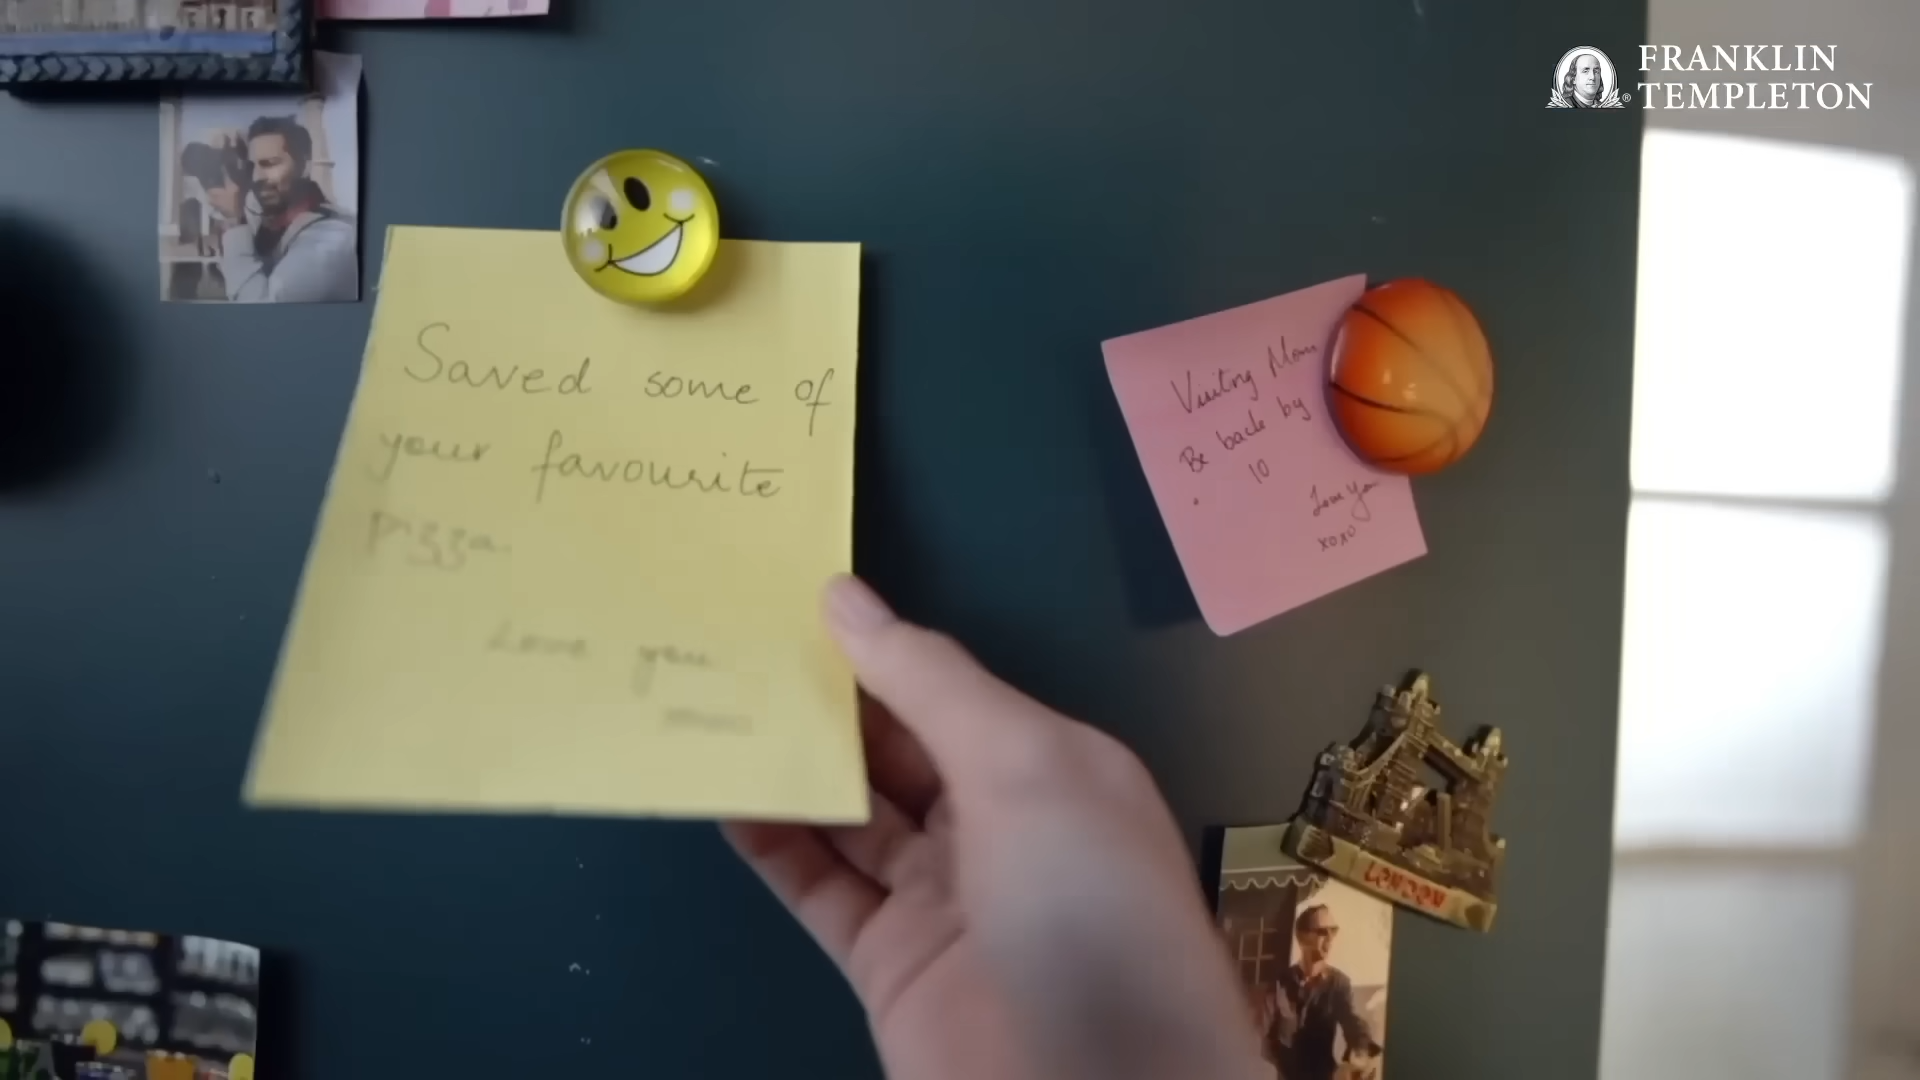 FRANKLIN
TEMPLETON
Saved some of
your favourite
pizza.
Love you
Visiting Mom
Be back by
10
Love You
xoxo
LONDON